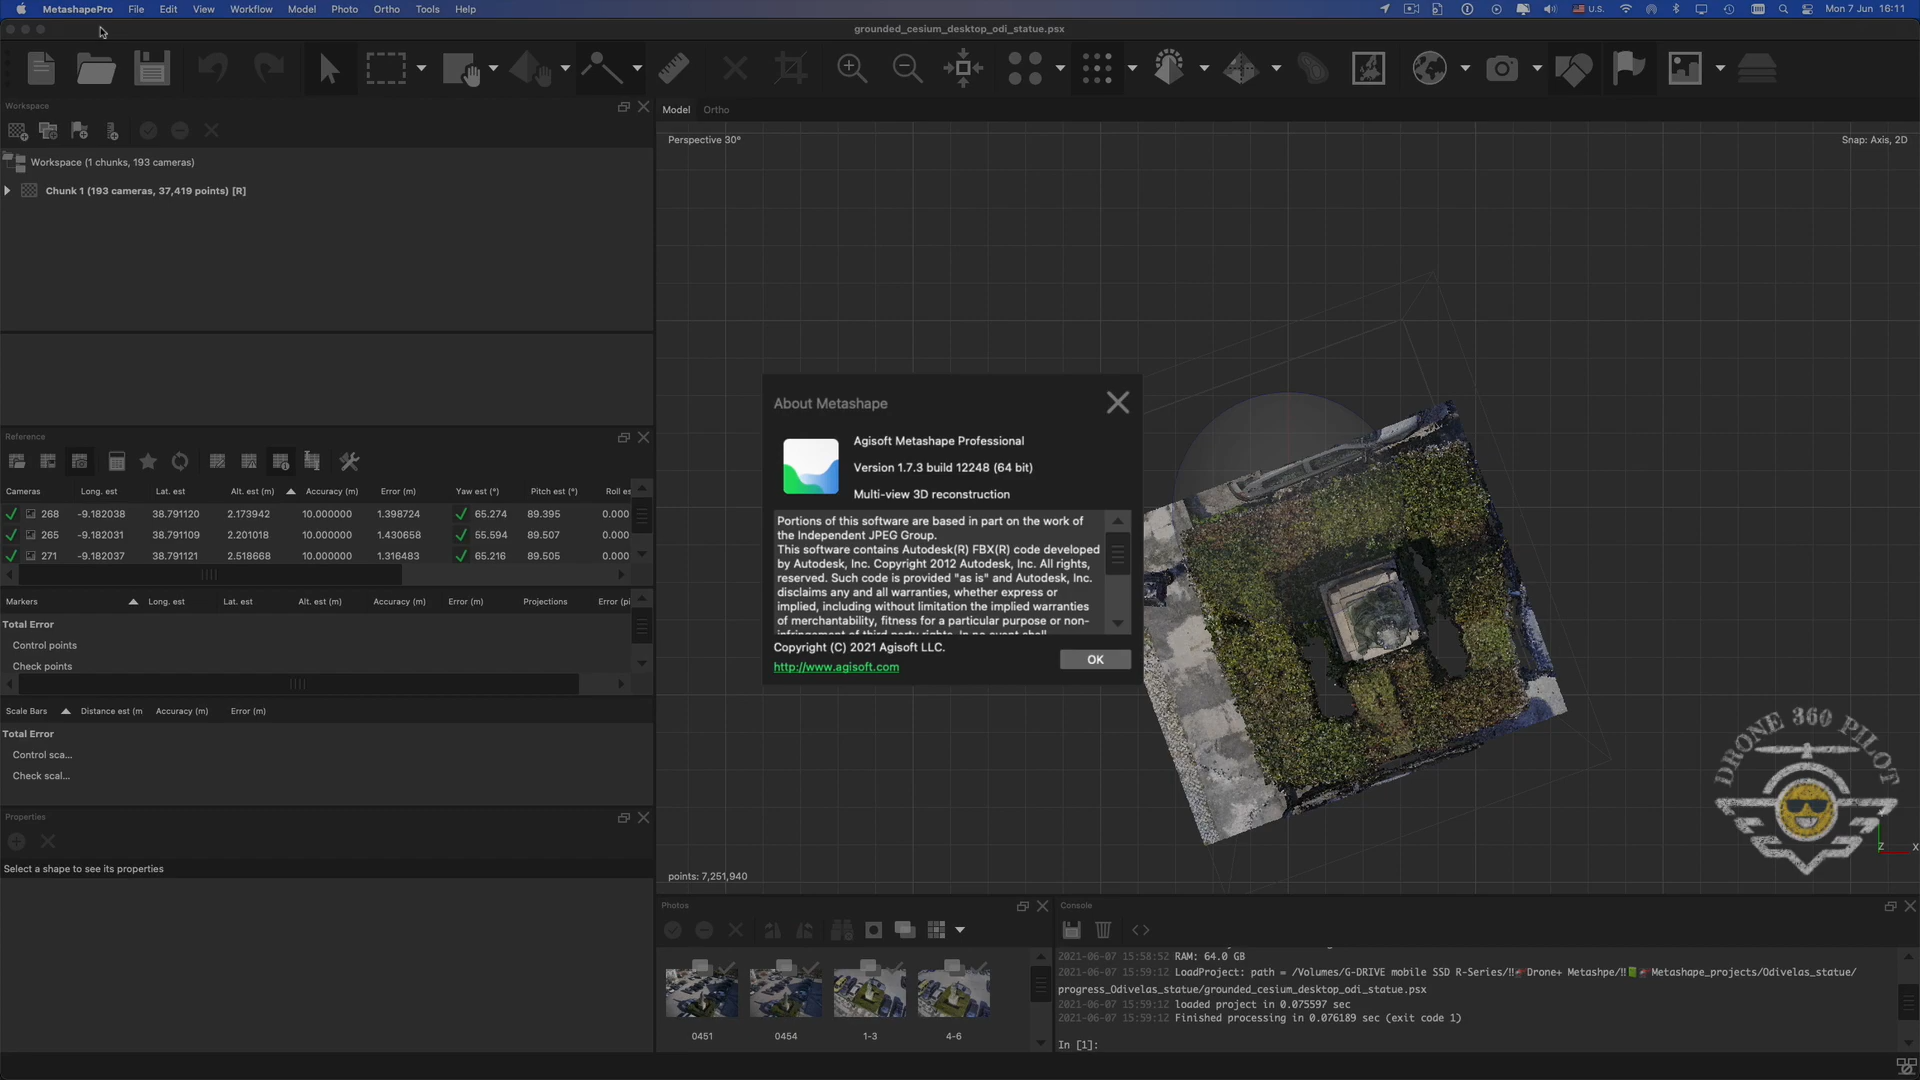 MetashapePro File Edit View Workflow Model Photo Ortho Tools Help
U.S. Mon 7 Jun 16:11
grounded_cesium_desktop_odi_statue.psx
Workspace
Workspace (1 chunks, 193 cameras)
Chunk 1 (193 cameras, 37,419 points) [R]
Model Ortho
Perspective 30°
Snap: Axis, 2D
Reference
Cameras Long. est Lat. est Alt. est (m) Accuracy (m) Error (m) Yaw est (°) Pitch est (°) Roll es
268 -9.182038 38.791120 2.173942 10.000000 1.398724 65.274 89.395 0.000
265 -9.182031 38.791109 2.201018 10.000000 1.430658 55.594 89.507 0.000
271 -9.182037 38.791121 2.518668 10.000000 1.316483 65.216 89.505 0.000
Markers Long. est Lat. est Alt. est (m) Accuracy (m) Error (m) Projections Error (pi
Total Error
Control points
Check points
Scale Bars Distance est (m Accuracy (m) Error (m)
Total Error
Control sca...
Check scal...
Properties
Select a shape to see its properties
About Metashape
Agisoft Metashape Professional
Version 1.7.3 build 12248 (64 bit)
Multi-view 3D reconstruction
Portions of this software are based in part on the work of
the Independent JPEG Group.
This software contains Autodesk(R) FBX(R) code developed
by Autodesk, Inc. Copyright 2012 Autodesk, Inc. All rights,
reserved. Such code is provided "as is" and Autodesk, Inc.
disclaims any and all warranties, whether express or
implied, including without limitation the implied warranties
of merchantability, fitness for a particular purpose or non-
infringement of third party rights. In no event shall
Copyright (C) 2021 Agisoft LLC.
http://www.agisoft.com
OK
DRONE 360 PILOT
Z X
points: 7,251,940
Photos
0451 0454 1-3 4-6
Console
2021-06-07 15:58:52 RAM: 64.0 GB
2021-06-07 15:59:12 LoadProject: path = /Volumes/G-DRIVE mobile SSD R-Series/‼️Drone+ Metashpe/‼️Metashape_projects/Odivelas_statue/
progress_Odivelas_statue/grounded_cesium_desktop_odi_statue.psx
2021-06-07 15:59:12 loaded project in 0.075597 sec
2021-06-07 15:59:12 Finished processing in 0.076189 sec (exit code 1)
In [1]: